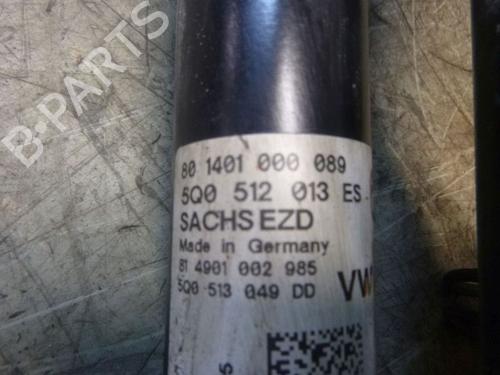 B-PARTS
80 1401 000 089
5Q0 512 013 ES
SACHS EZD
Made in Germany
81 4901 002 985
5Q0 513 049 DD
VW